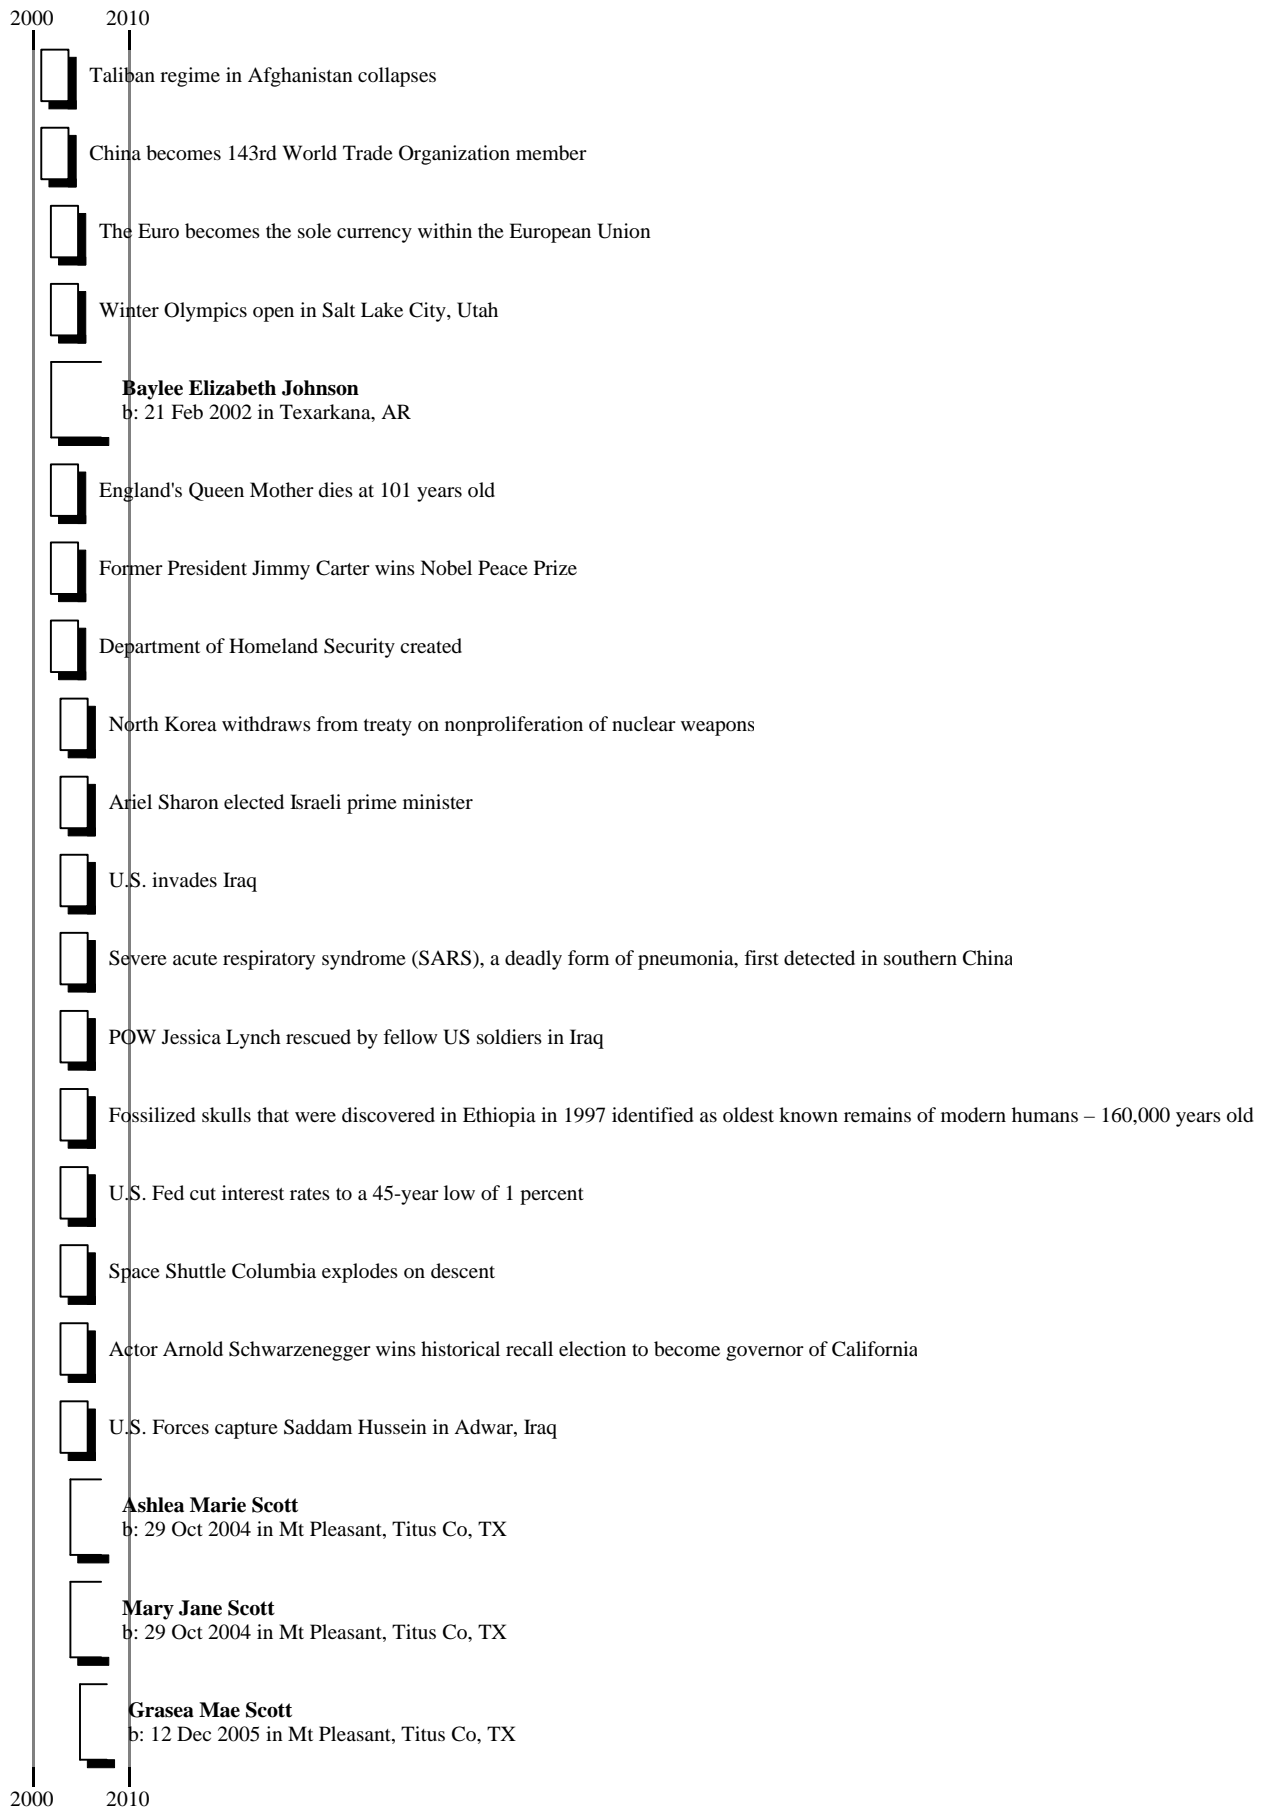 2000 2010
Taliban regime in Afghanistan collapses
China becomes 143rd World Trade Organization member
The Euro becomes the sole currency within the European Union
Winter Olympics open in Salt Lake City, Utah
Baylee Elizabeth Johnson
b: 21 Feb 2002 in Texarkana, AR
England's Queen Mother dies at 101 years old
Former President Jimmy Carter wins Nobel Peace Prize
Department of Homeland Security created
North Korea withdraws from treaty on nonproliferation of nuclear weapons
Ariel Sharon elected Israeli prime minister
U.S. invades Iraq
Severe acute respiratory syndrome (SARS), a deadly form of pneumonia, first detected in southern China
POW Jessica Lynch rescued by fellow US soldiers in Iraq
Fossilized skulls that were discovered in Ethiopia in 1997 identified as oldest known remains of modern humans – 160,000 years old
U.S. Fed cut interest rates to a 45-year low of 1 percent
Space Shuttle Columbia explodes on descent
Actor Arnold Schwarzenegger wins historical recall election to become governor of California
U.S. Forces capture Saddam Hussein in Adwar, Iraq
Ashlea Marie Scott
b: 29 Oct 2004 in Mt Pleasant, Titus Co, TX
Mary Jane Scott
b: 29 Oct 2004 in Mt Pleasant, Titus Co, TX
Grasea Mae Scott
b: 12 Dec 2005 in Mt Pleasant, Titus Co, TX
2000 2010